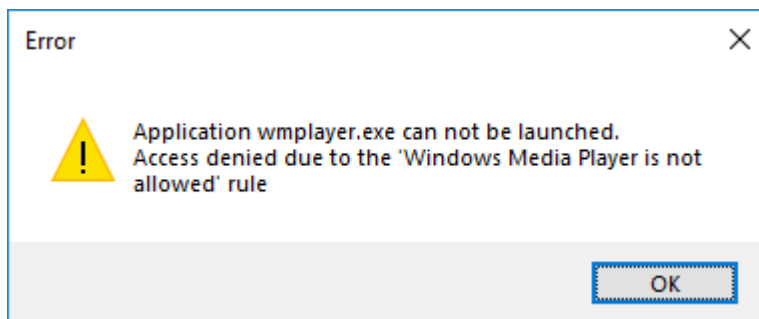 Error
Application wmplayer.exe can not be launched.
Access denied due to the 'Windows Media Player is not
allowed' rule
OK